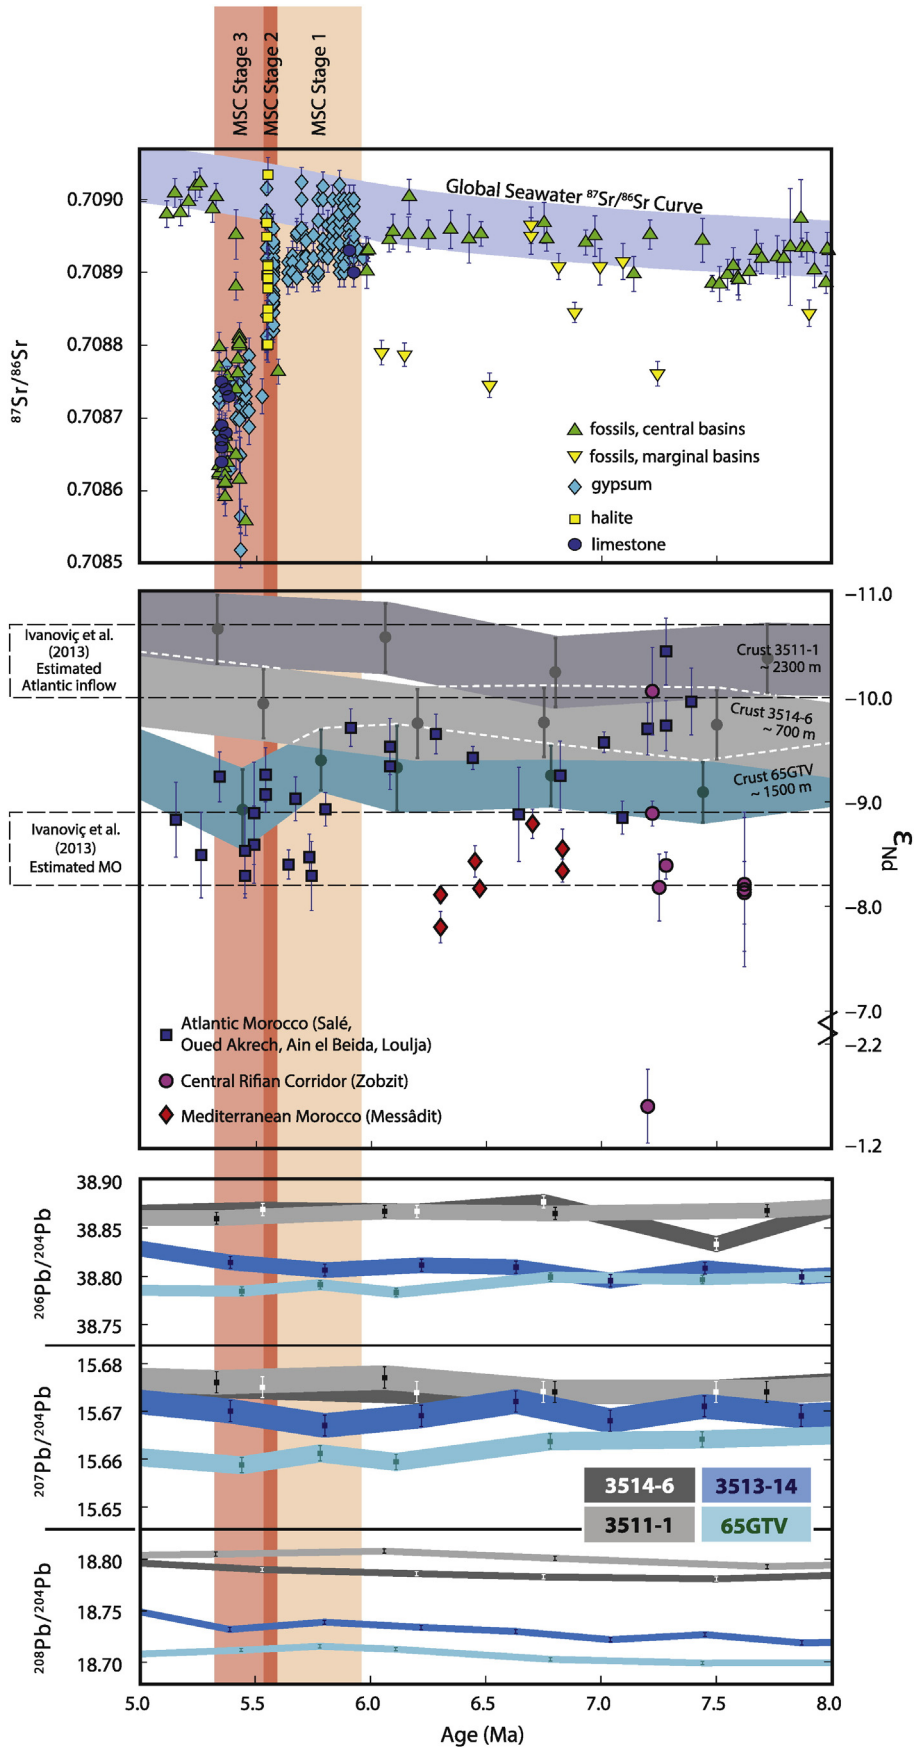 MSC Stage 3
MSC Stage 2
MSC Stage 1
Global Seawater ⁸⁷Sr/⁸⁶Sr Curve
0.7090
0.7089
0.7088
0.7087
0.7086
0.7085
⁸⁷Sr/⁸⁶Sr
fossils, central basins
fossils, marginal basins
gypsum
halite
limestone
Ivanoviç et al.
(2013)
Estimated
Atlantic inflow
Ivanoviç et al.
(2013)
Estimated MO
Crust 3511-1
~ 2300 m
Crust 3514-6
~ 700 m
Crust 65GTV
~ 1500 m
−11.0
−10.0
−9.0
−8.0
−7.0
−2.2
−1.2
εNd
Atlantic Morocco (Salé,
Oued Akrech, Ain el Beida, Loulja)
Central Rifian Corridor (Zobzit)
Mediterranean Morocco (Messâdit)
38.90
38.85
38.80
38.75
²⁰⁶Pb/²⁰⁴Pb
15.68
15.67
15.66
15.65
²⁰⁷Pb/²⁰⁴Pb
3514-6
3513-14
3511-1
65GTV
18.80
18.75
18.70
²⁰⁸Pb/²⁰⁴Pb
5.0
5.5
6.0
6.5
7.0
7.5
8.0
Age (Ma)